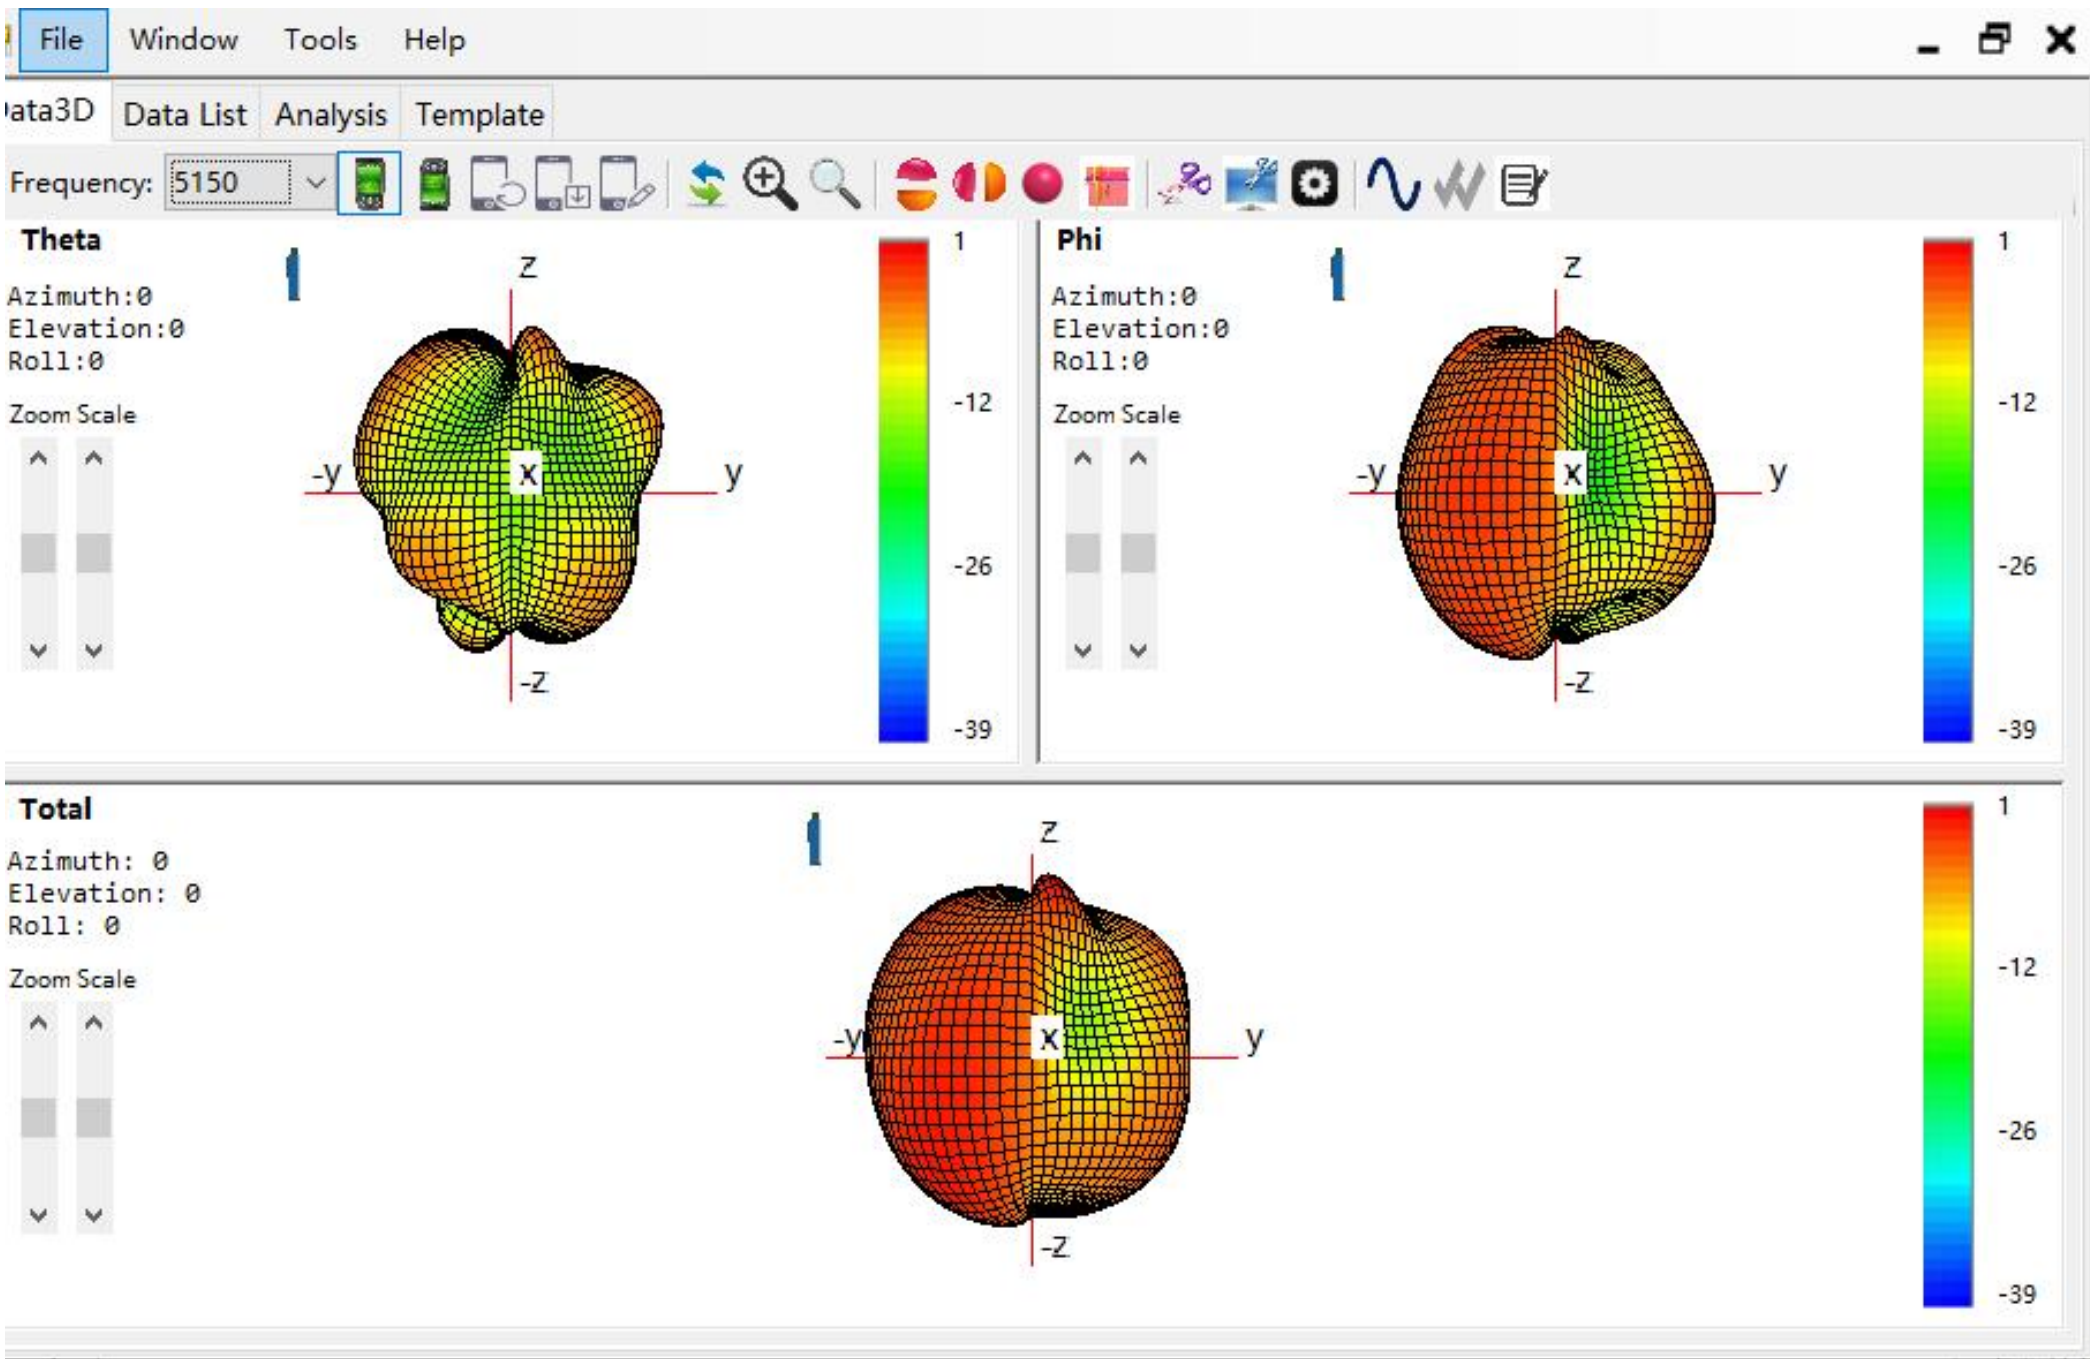 File Window Tools Help
ata3D Data List Analysis Template
Frequency: 5150
Theta
Azimuth:0
Elevation:0
Roll:0
Zoom Scale
z
-y
x
y
-z
1
-12
-26
-39
Phi
Azimuth:0
Elevation:0
Roll:0
Zoom Scale
z
-y
x
y
-z
1
-12
-26
-39
Total
Azimuth: 0
Elevation: 0
Roll: 0
Zoom Scale
z
-y
x
y
-z
1
-12
-26
-39